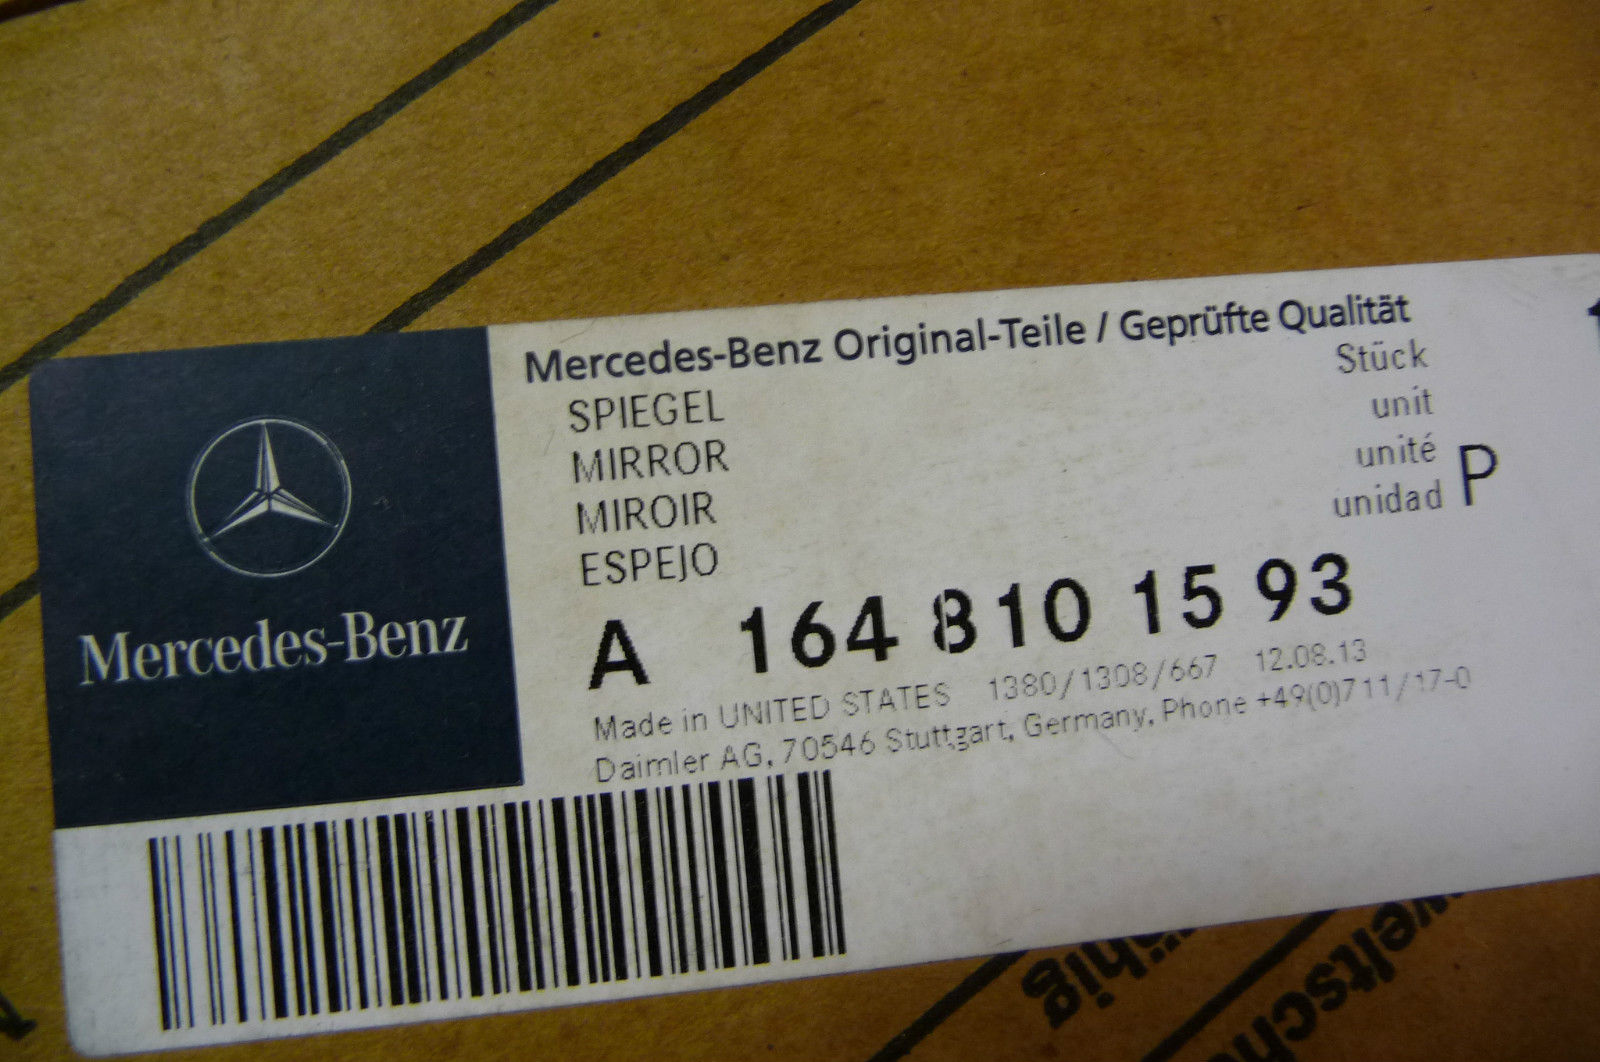 Mercedes-Benz
Mercedes-Benz Original-Teile / Geprüfte Qualität
SPIEGEL
MIRROR
MIROIR
ESPEJO
Stück
unit
unité
unidad P
A 164 810 15 93
Made in UNITED STATES 1380/1308/667 12.08.13
Daimler AG, 70546 Stuttgart, Germany, Phone +49(0)711/17-0